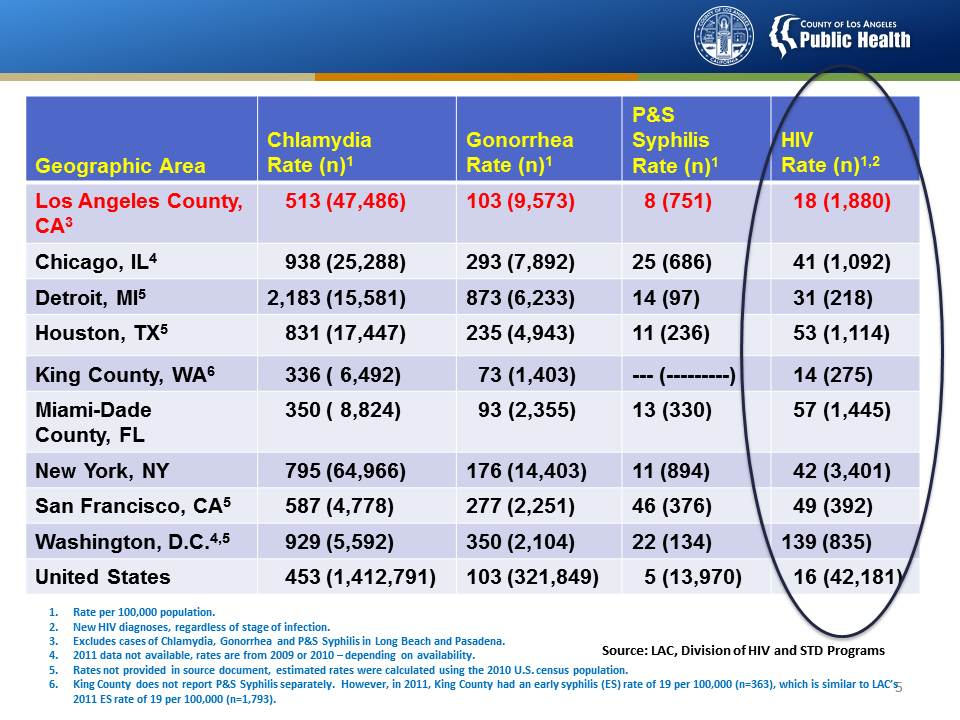 COUNTY OF LOS ANGELES
Public Health
Geographic Area
Chlamydia
Rate (n)1
Gonorrhea
Rate (n)1
P&S
Syphilis
Rate (n)1
HIV
Rate (n)1,2
Los Angeles County,
CA3
513 (47,486)
103 (9,573)
8 (751)
18 (1,880)
Chicago, IL4
938 (25,288)
293 (7,892)
25 (686)
41 (1,092)
Detroit, MI5
2,183 (15,581)
873 (6,233)
14 (97)
31 (218)
Houston, TX5
831 (17,447)
235 (4,943)
11 (236)
53 (1,114)
King County, WA6
336 ( 6,492)
73 (1,403)
--- (---------)
14 (275)
Miami-Dade
County, FL
350 ( 8,824)
93 (2,355)
13 (330)
57 (1,445)
New York, NY
795 (64,966)
176 (14,403)
11 (894)
42 (3,401)
San Francisco, CA5
587 (4,778)
277 (2,251)
46 (376)
49 (392)
Washington, D.C.4,5
929 (5,592)
350 (2,104)
22 (134)
139 (835)
United States
453 (1,412,791)
103 (321,849)
5 (13,970)
16 (42,181)
1. Rate per 100,000 population.
2. New HIV diagnoses, regardless of stage of infection.
3. Excludes cases of Chlamydia, Gonorrhea and P&S Syphilis in Long Beach and Pasadena.
4. 2011 data not available, rates are from 2009 or 2010 – depending on availability.
5. Rates not provided in source document, estimated rates were calculated using the 2010 U.S. census population.
6. King County does not report P&S Syphilis separately. However, in 2011, King County had an early syphilis (ES) rate of 19 per 100,000 (n=363), which is similar to LAC's
2011 ES rate of 19 per 100,000 (n=1,793).
Source: LAC, Division of HIV and STD Programs
5